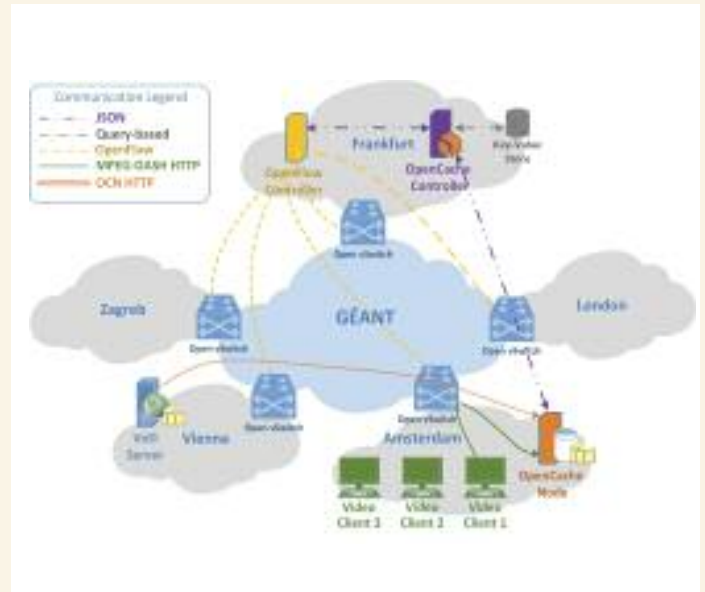 Communication Legend
JSON
Query-based
OpenFlow
MPEG-DASH HTTP
OCN HTTP
Frankfurt
OpenFlow
Controller
OpenCache
Controller
Key-Value
Store
Open vSwitch
Zagreb
GÉANT
London
Open vSwitch
Open vSwitch
Open vSwitch
Open vSwitch
VoD
Server
Vienna
Amsterdam
OpenCache
Node
Video
Client 3
Video
Client 2
Video
Client 1